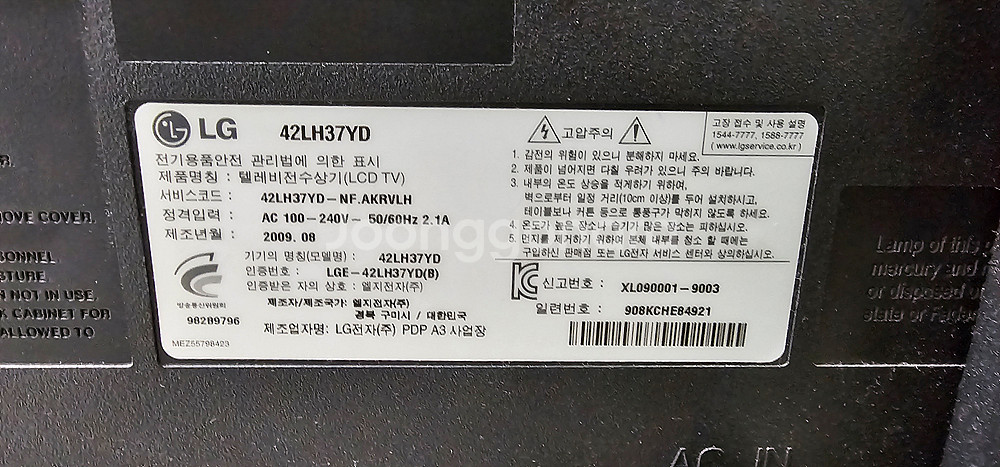 LG 42LH37YD
전기용품안전 관리법에 의한 표시
제품명칭 : 텔레비전수상기(LCD TV)
서비스코드 : 42LH37YD-NF.AKRVLH
정격입력 : AC 100-240V~ 50/60Hz 2.1A
제조년월 : 2009. 08
기기의 명칭(모델명) : 42LH37YD
인증번호 : LGE-42LH37YD(B)
제조자/제조국가: 엘지전자(주)
경북 구미시 / 대한민국
제조업자명: LG전자(주) PDP A3 사업장
방송통신위원회
98289796
MEZ55798423
고압주의
고장 접수 및 사용 설명
1544-7777, 1588-7777
(www.lgservice.co.kr)
1. 감전의 위험이 있으니 분해하지 마세요.
2. 제품이 넘어지면 다칠 우려가 있으니 주의 바랍니다.
3. 내부의 온도 상승을 적게하기 위하여,
벽으로부터 일정 거리(10cm 이상)를 두어 설치하시고,
테이블보나 커튼 등으로 통풍구가 막히지 않도록 하세요.
4. 온도가 높은 장소나 습기가 많은 장소는 피하십시오.
5. 먼지를 제거하기 위하여 본체 내부를 청소 할 때에는
구입하신 판매점 또는 LG전자 서비스 센터와 상의하십시오.
신고번호 : XL090001-9003
일련번호 : 908KCHE84921
OVE COVER.
SONNEL
STURE.
N NOT IN USE,
K CABINET FOR
ALLOWED TO
Lamp of this
mercury and
or disposed
state or
AC IN